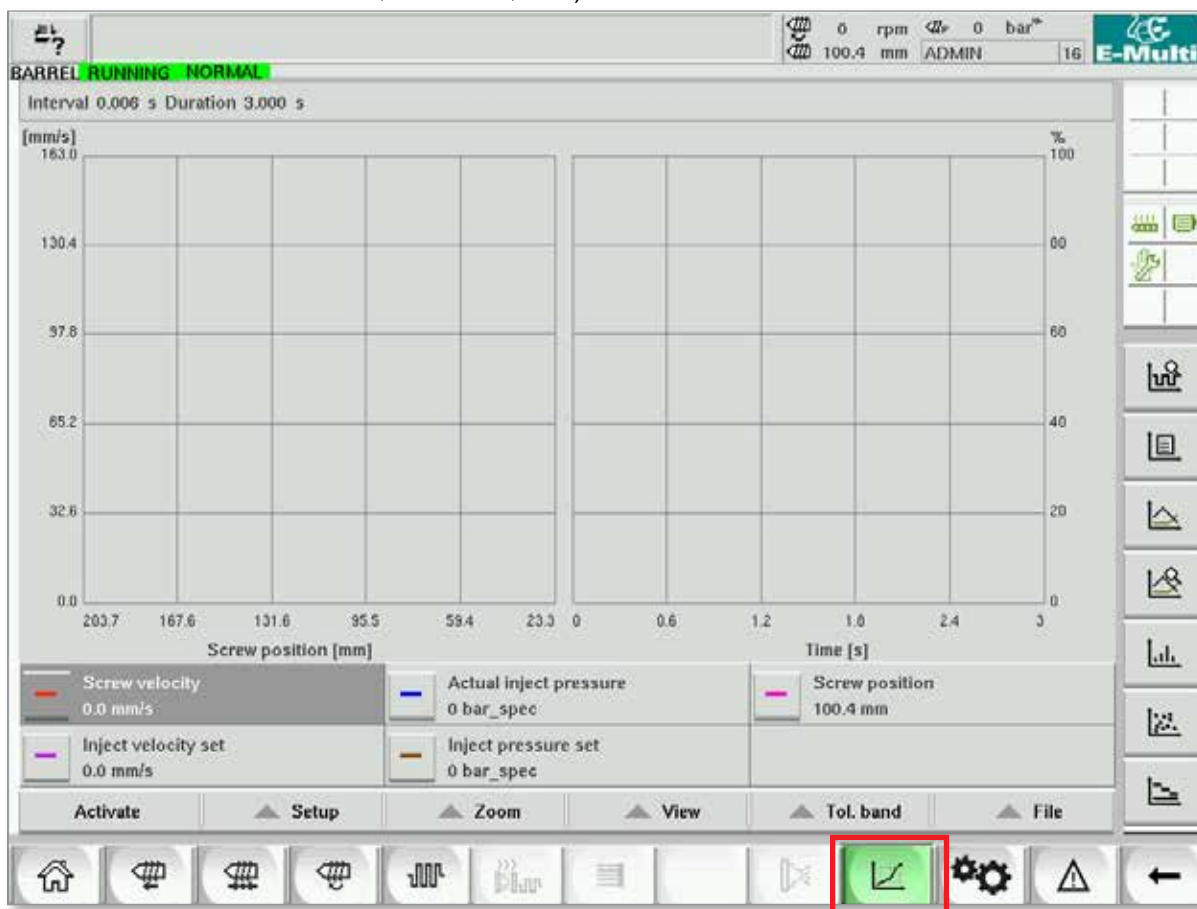 0 rpm 0 bar
100.4 mm ADMIN 16
E-Multi
BARREL RUNNING NORMAL
Interval 0.006 s Duration 3.000 s
[mm/s] %
163.0 100
130.4 80
97.8 60
65.2 40
32.6 20
0.0 0
203.7 167.6 131.6 95.5 59.4 23.3 0 0.6 1.2 1.8 2.4 3
Screw position [mm] Time [s]
Screw velocity Actual inject pressure Screw position
0.0 mm/s 0 bar_spec 100.4 mm
Inject velocity set Inject pressure set
0.0 mm/s 0 bar_spec
Activate Setup Zoom View Tol. band File